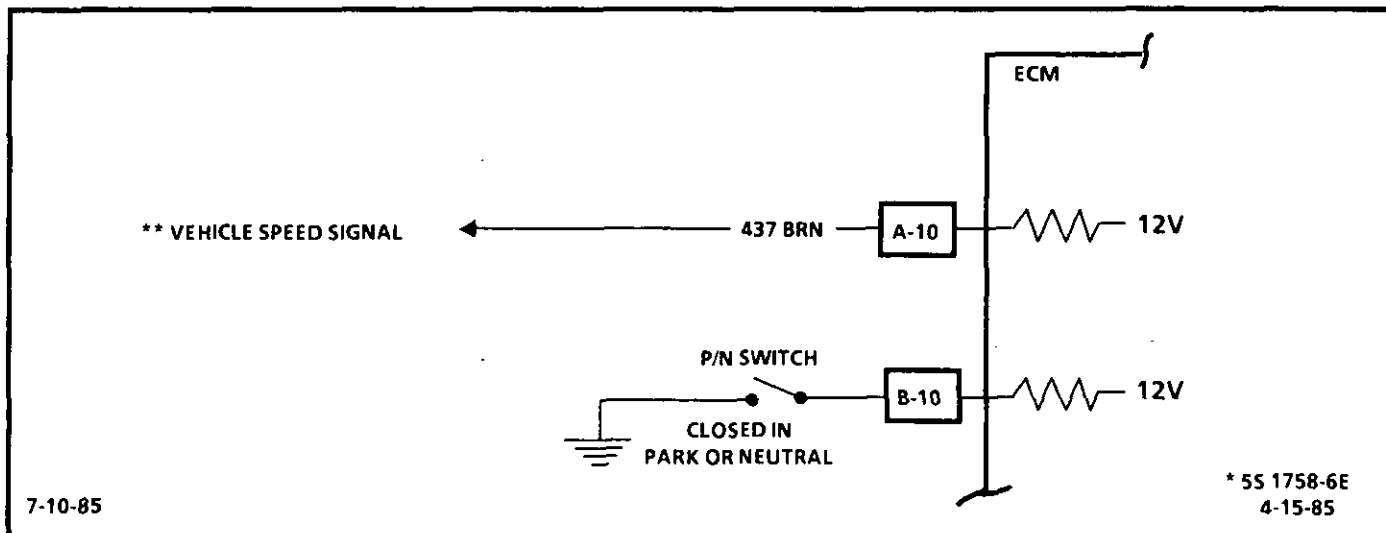 ECM
** VEHICLE SPEED SIGNAL
437 BRN
A-10
12V
P/N SWITCH
B-10
12V
CLOSED IN
PARK OR NEUTRAL
7-10-85
* 5S 1758-6E
4-15-85